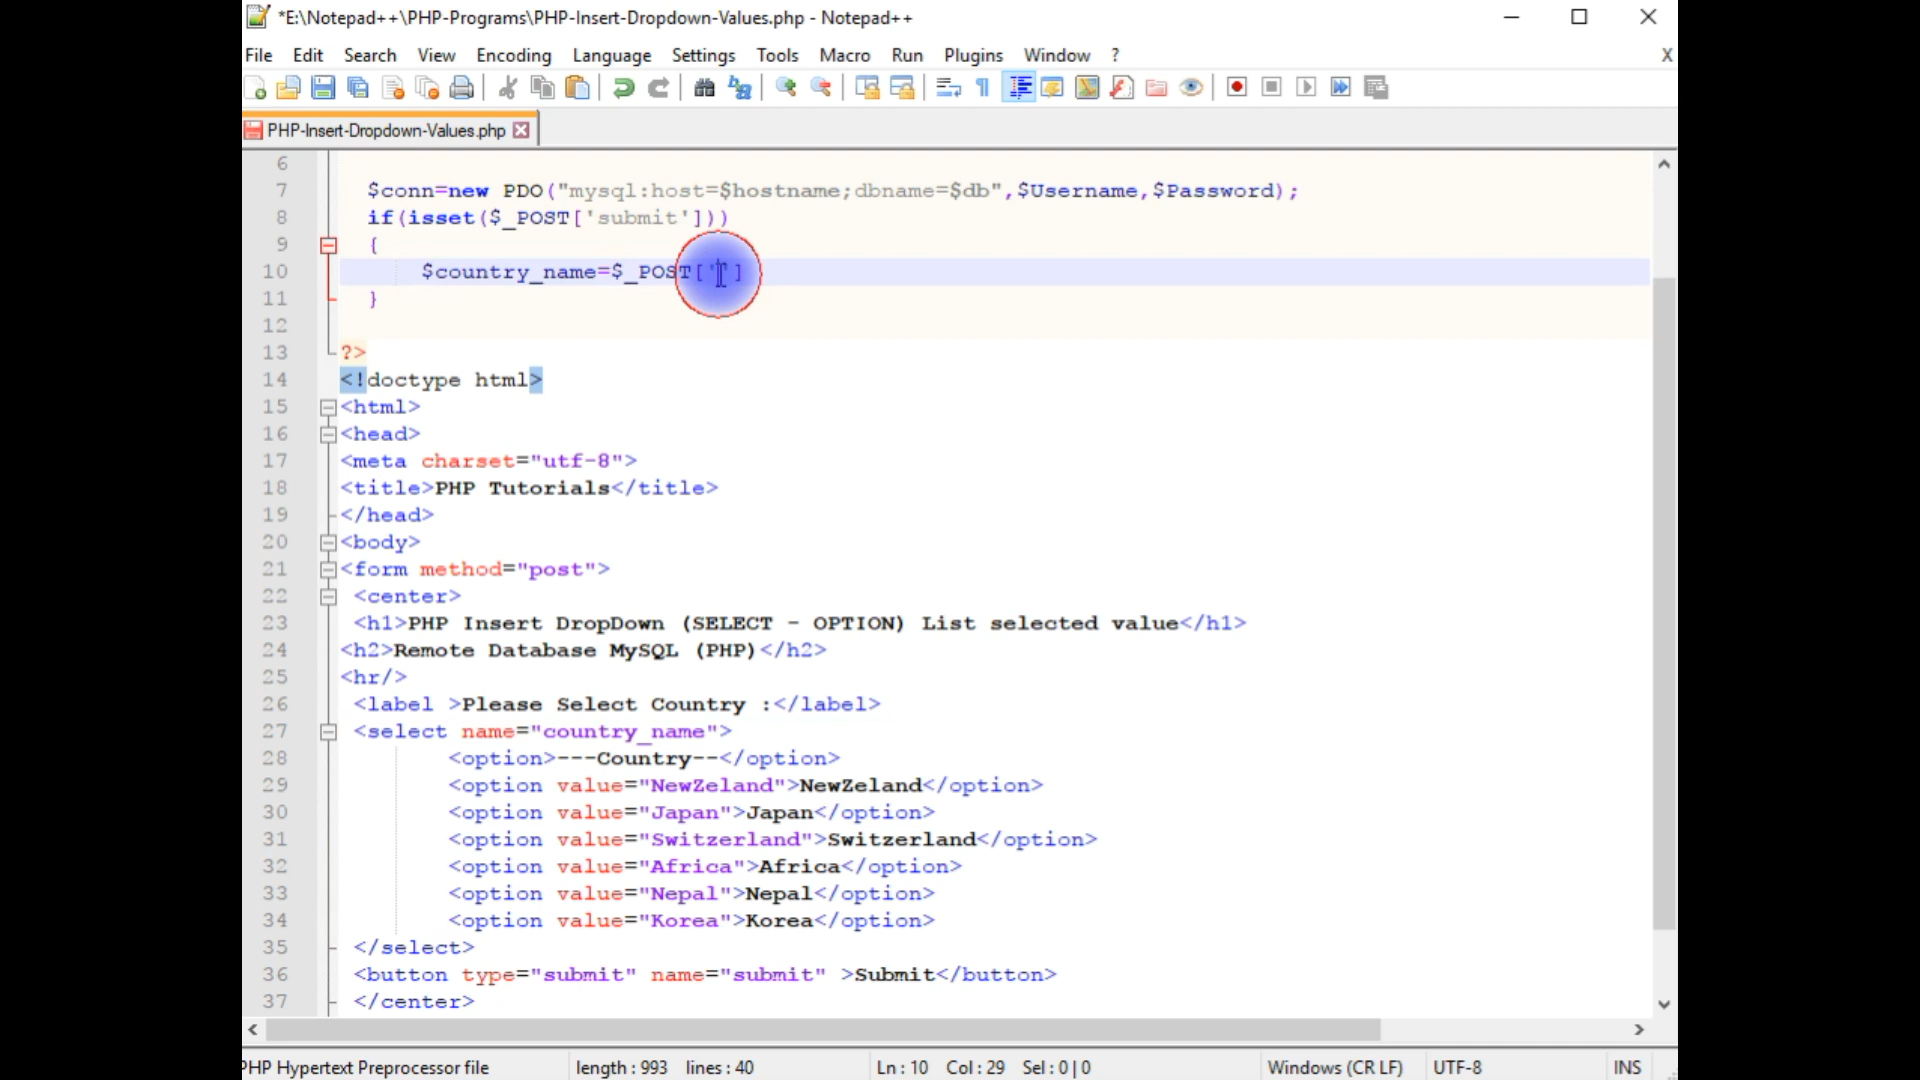 *E:\Notepad++\PHP-Programs\PHP-Insert-Dropdown-Values.php - Notepad++
File Edit Search View Encoding Language Settings Tools Macro Run Plugins Window ? X
PHP-Insert-Dropdown-Values.php
6
7 $conn=new PDO("mysql:host=$hostname;dbname=$db",$Username,$Password);
8 if(isset($_POST['submit']))
9 {
10 $country_name=$_POST['']
11 }
12
13 ?>
14 <!doctype html>
15 <html>
16 <head>
17 <meta charset="utf-8">
18 <title>PHP Tutorials</title>
19 </head>
20 <body>
21 <form method="post">
22 <center>
23 <h1>PHP Insert DropDown (SELECT - OPTION) List selected value</h1>
24 <h2>Remote Database MySQL (PHP)</h2>
25 <hr/>
26 <label >Please Select Country :</label>
27 <select name="country_name">
28 <option>---Country--</option>
29 <option value="NewZeland">NewZeland</option>
30 <option value="Japan">Japan</option>
31 <option value="Switzerland">Switzerland</option>
32 <option value="Africa">Africa</option>
33 <option value="Nepal">Nepal</option>
34 <option value="Korea">Korea</option>
35 </select>
36 <button type="submit" name="submit" >Submit</button>
37 </center>
PHP Hypertext Preprocessor file length : 993 lines : 40 Ln : 10 Col : 29 Sel : 0 | 0 Windows (CR LF) UTF-8 INS